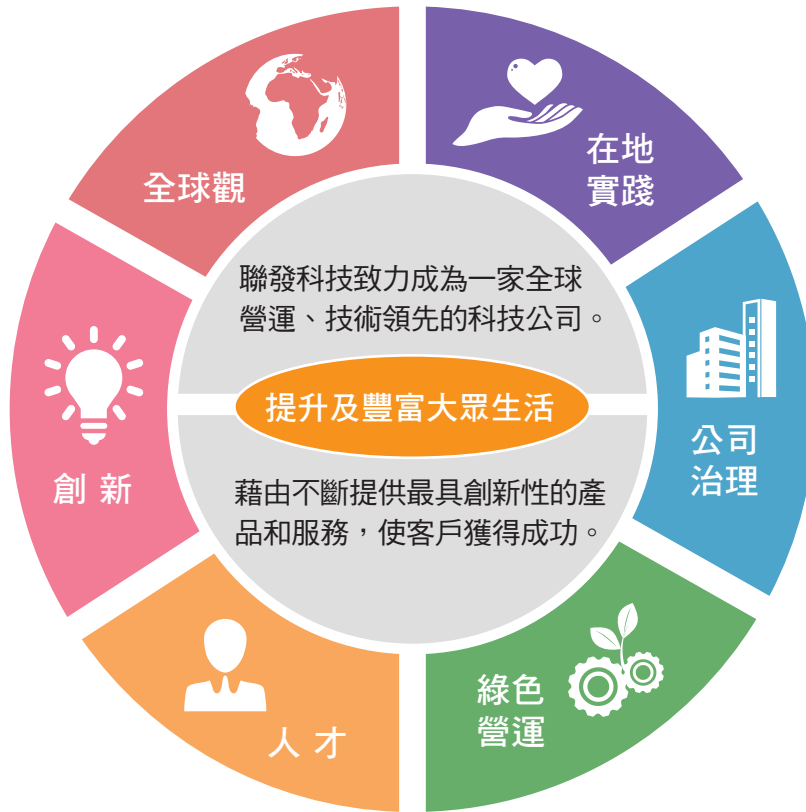 全球觀
在地
實踐
聯發科技致力成為一家全球
營運、技術領先的科技公司。
提升及豐富大眾生活
公司
治理
創新
藉由不斷提供最具創新性的產
品和服務，使客戶獲得成功。
綠色
營運
人才